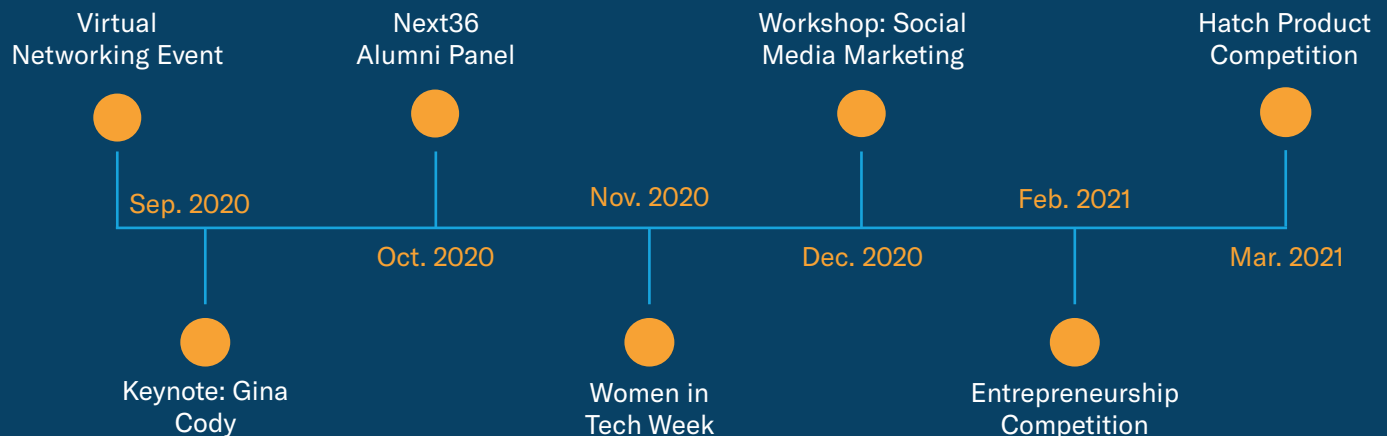 Virtual
Networking Event
Next36
Alumni Panel
Workshop: Social
Media Marketing
Hatch Product
Competition
Sep. 2020
Nov. 2020
Feb. 2021
Oct. 2020
Dec. 2020
Mar. 2021
Keynote: Gina
Cody
Women in
Tech Week
Entrepreneurship
Competition